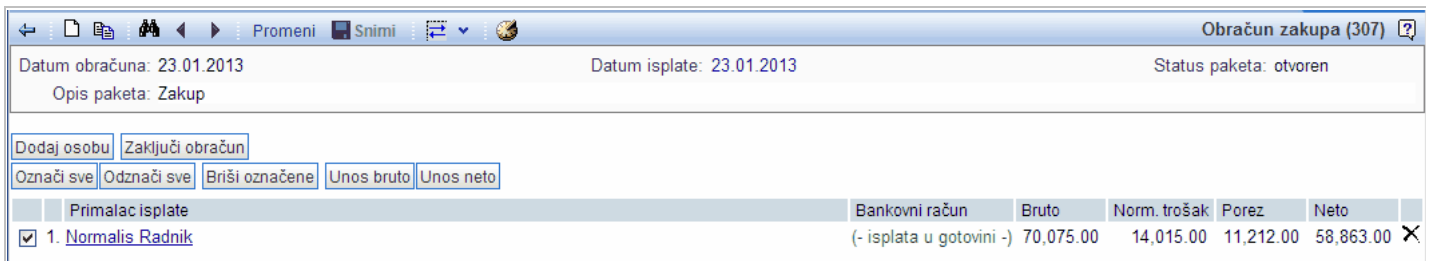 Promeni Snimi Obračun zakupa (307)
Datum obračuna: 23.01.2013 Datum isplate: 23.01.2013 Status paketa: otvoren
Opis paketa: Zakup
Dodaj osobu Zaključi obračun
Označi sve Odznači sve Briši označene Unos bruto Unos neto
Primalac isplate Bankovni račun Bruto Norm. trošak Porez Neto
1. Normalis Radnik (- isplata u gotovini -) 70,075.00 14,015.00 11,212.00 58,863.00